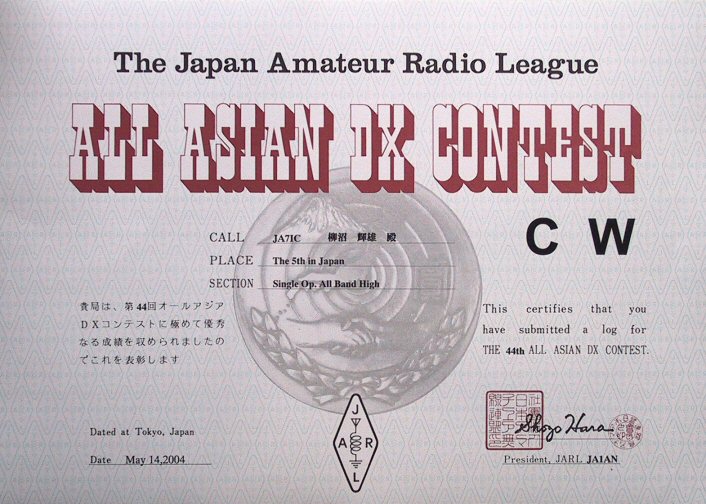 The Japan Amateur Radio League
ALL ASIAN DX CONTEST
CW
CALL JA7IC 柳沼 輝雄 殿
PLACE The 5th in Japan
SECTION Single Op. All Band High
貴局は、第44回オールアジア
DXコンテストに極めて優秀
なる成績を収められましたの
でこれを表彰します
This certifies that you
have submitted a log for
THE 44th ALL ASIAN DX CONTEST.
Dated at Tokyo, Japan
Date May 14,2004
J
A R
L
Shozo Hara
President, JARL JA1AN